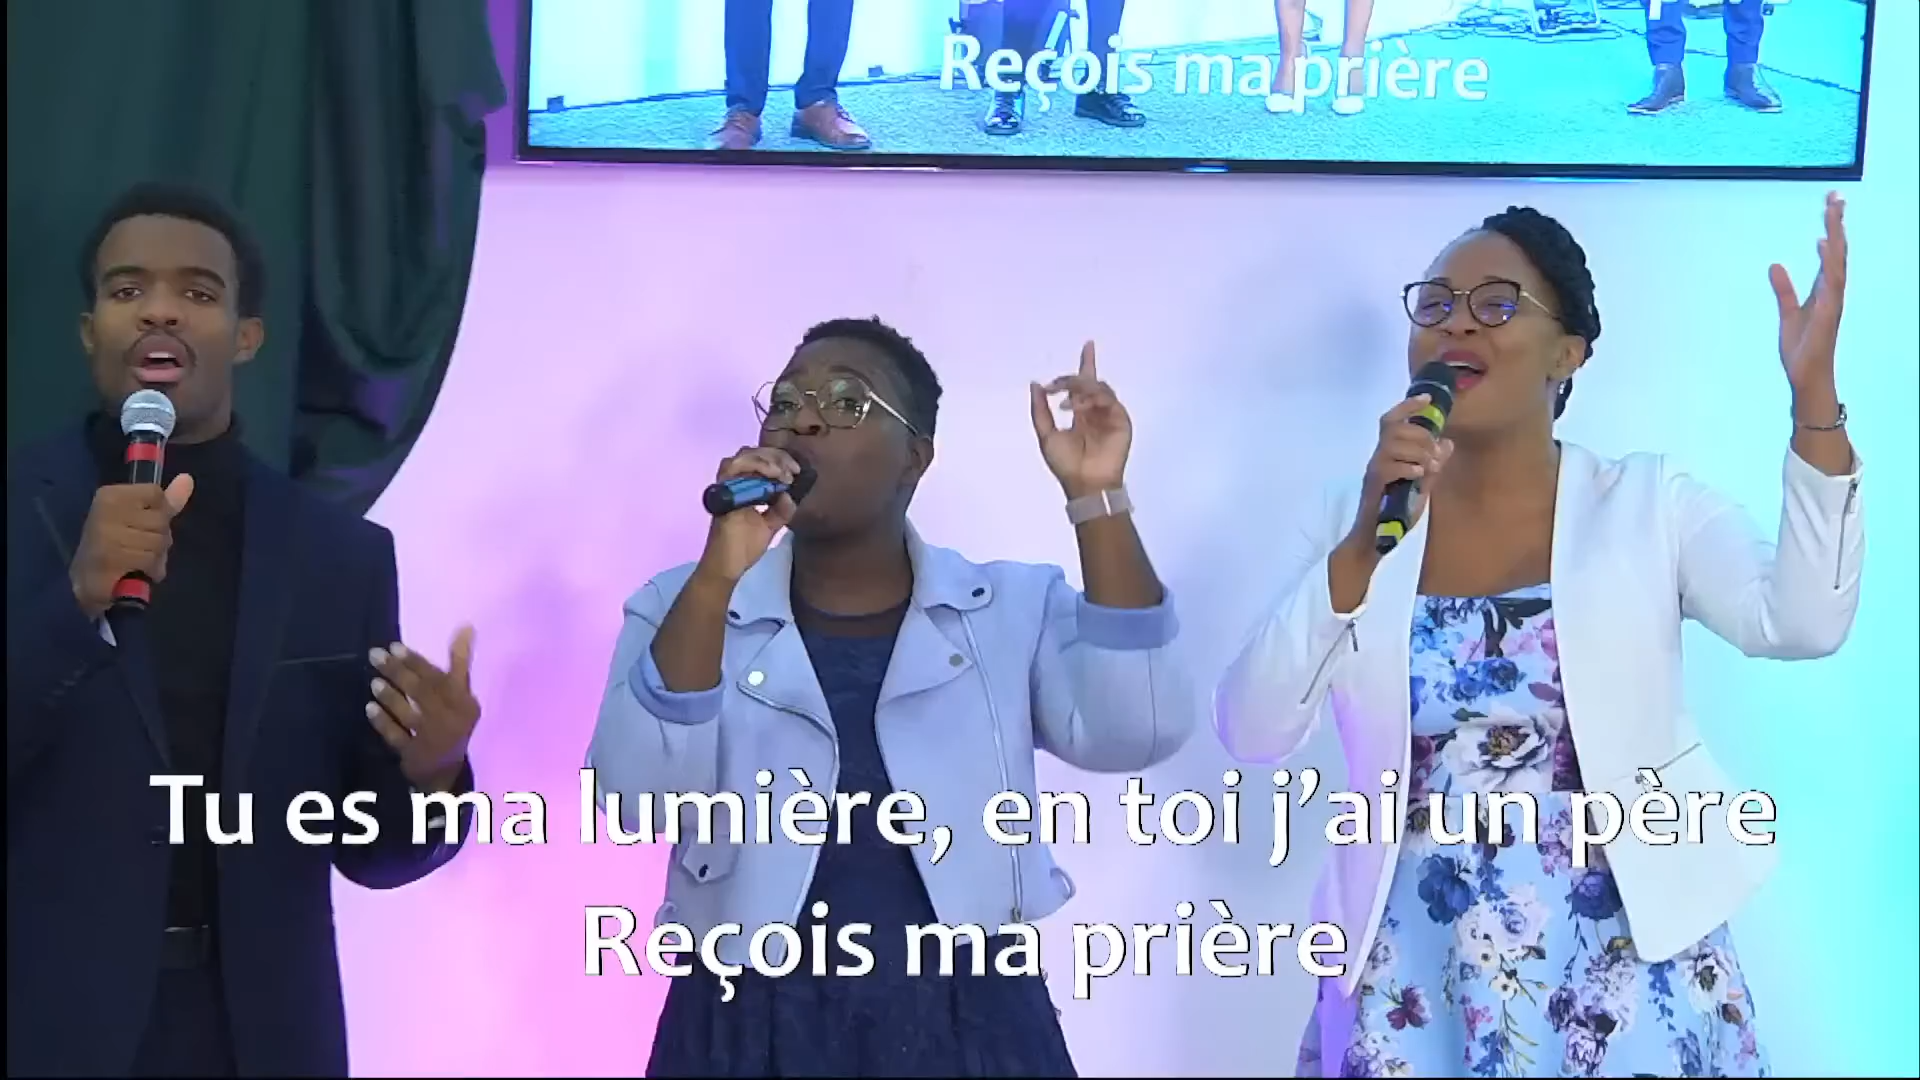 Reçois ma prière
Tu es ma lumière, en toi j’ai un père
Reçois ma prière